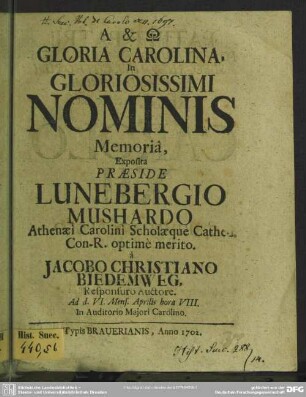 A & Ω
GLORIA CAROLINA,
In
GLORIOSISSIMI
NOMINIS
Memoriâ,
Exposita
PRÆSIDE
LUNEBERGIO
MUSHARDO
Athenæi Carolini Scholæque Cathe
Con-R. optimè merito.
â
JACOBO CHRISTIANO
BIEDEMWEG,
Responsuro Auctore.
Ad d. VI. Mens. Aprilis hora VIII.
In Auditorio Majori Carolino.
Typis BRAUERIANIS, Anno 1702.
Hist. Suec.
449,56